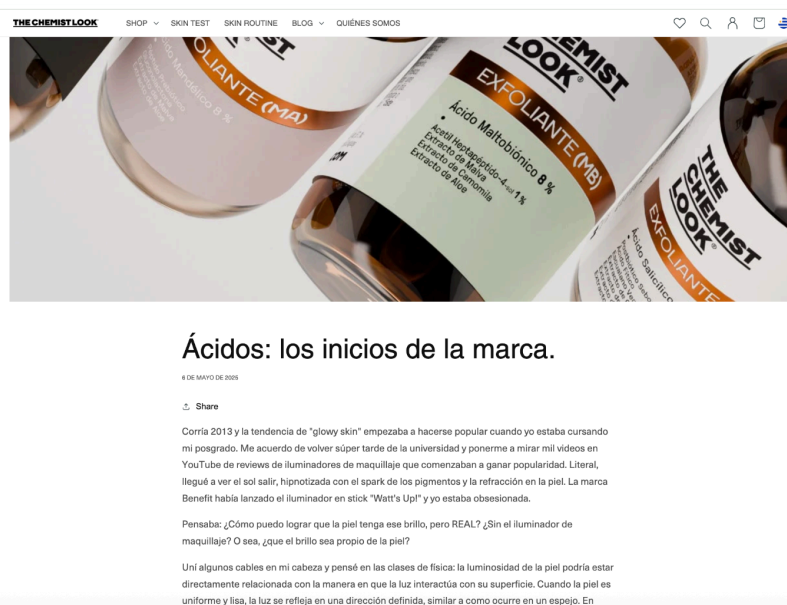 THE CHEMIST LOOK
SHOP
SKIN TEST
SKIN ROUTINE
BLOG
QUIÉNES SOMOS
OLIANTE (MA)
Ácido Mandélico 8 %
EMIST
LOOK®
EXFOLIANTE (MB)
Ácido Maltobiónico 8 %
Acetil Heptapéptido-4-sol 1 %
Extracto de Malva
Extracto de Camomila
Extracto de Aloe
THE
CHEMIST
LOOK®
EXFOLIANTE
Ácido Salicílico
Ácidos: los inicios de la marca.
6 DE MAYO DE 2025
Share
Corría 2013 y la tendencia de "glowy skin" empezaba a hacerse popular cuando yo estaba cursando
mi posgrado. Me acuerdo de volver súper tarde de la universidad y ponerme a mirar mil videos en
YouTube de reviews de iluminadores de maquillaje que comenzaban a ganar popularidad. Literal,
llegué a ver el sol salir, hipnotizada con el spark de los pigmentos y la refracción en la piel. La marca
Benefit había lanzado el iluminador en stick "Watt's Up!" y yo estaba obsesionada.
Pensaba: ¿Cómo puedo lograr que la piel tenga ese brillo, pero REAL? ¿Sin el iluminador de
maquillaje? O sea, ¿que el brillo sea propio de la piel?
Uní algunos cables en mi cabeza y pensé en las clases de física: la luminosidad de la piel podría estar
directamente relacionada con la manera en que la luz interactúa con su superficie. Cuando la piel es
uniforme y lisa, la luz se refleja en una dirección definida, similar a como ocurre en un espejo. En